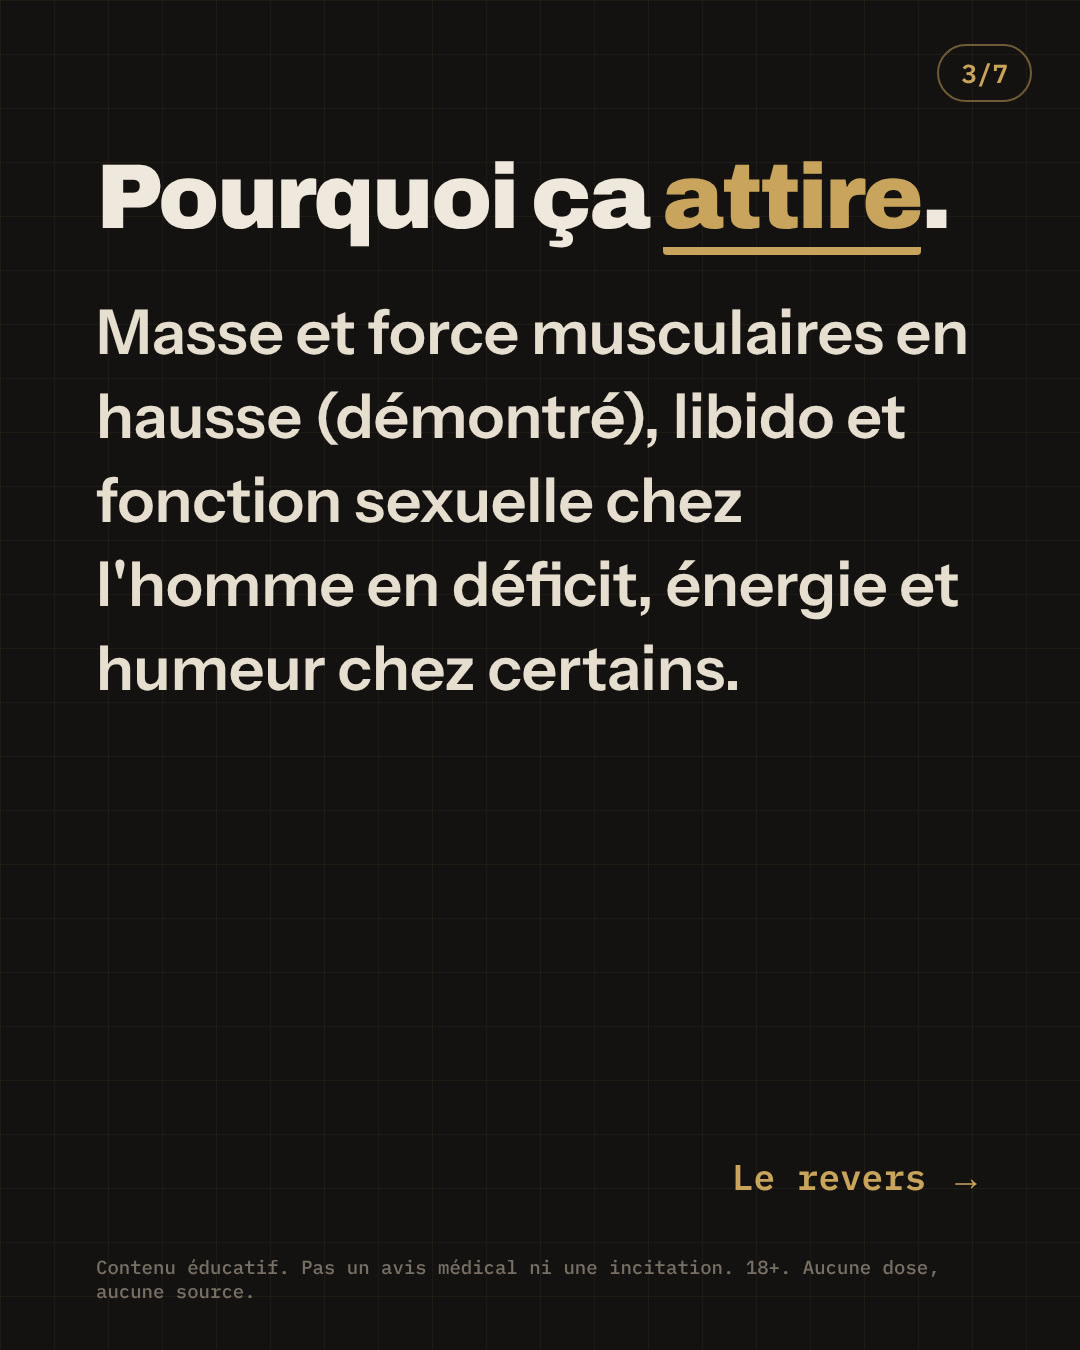 3/7
Pourquoi ça attire.
Masse et force musculaires en
hausse (démontré), libido et
fonction sexuelle chez
l'homme en déficit, énergie et
humeur chez certains.
Le revers →
Contenu éducatif. Pas un avis médical ni une incitation. 18+. Aucune dose,
aucune source.